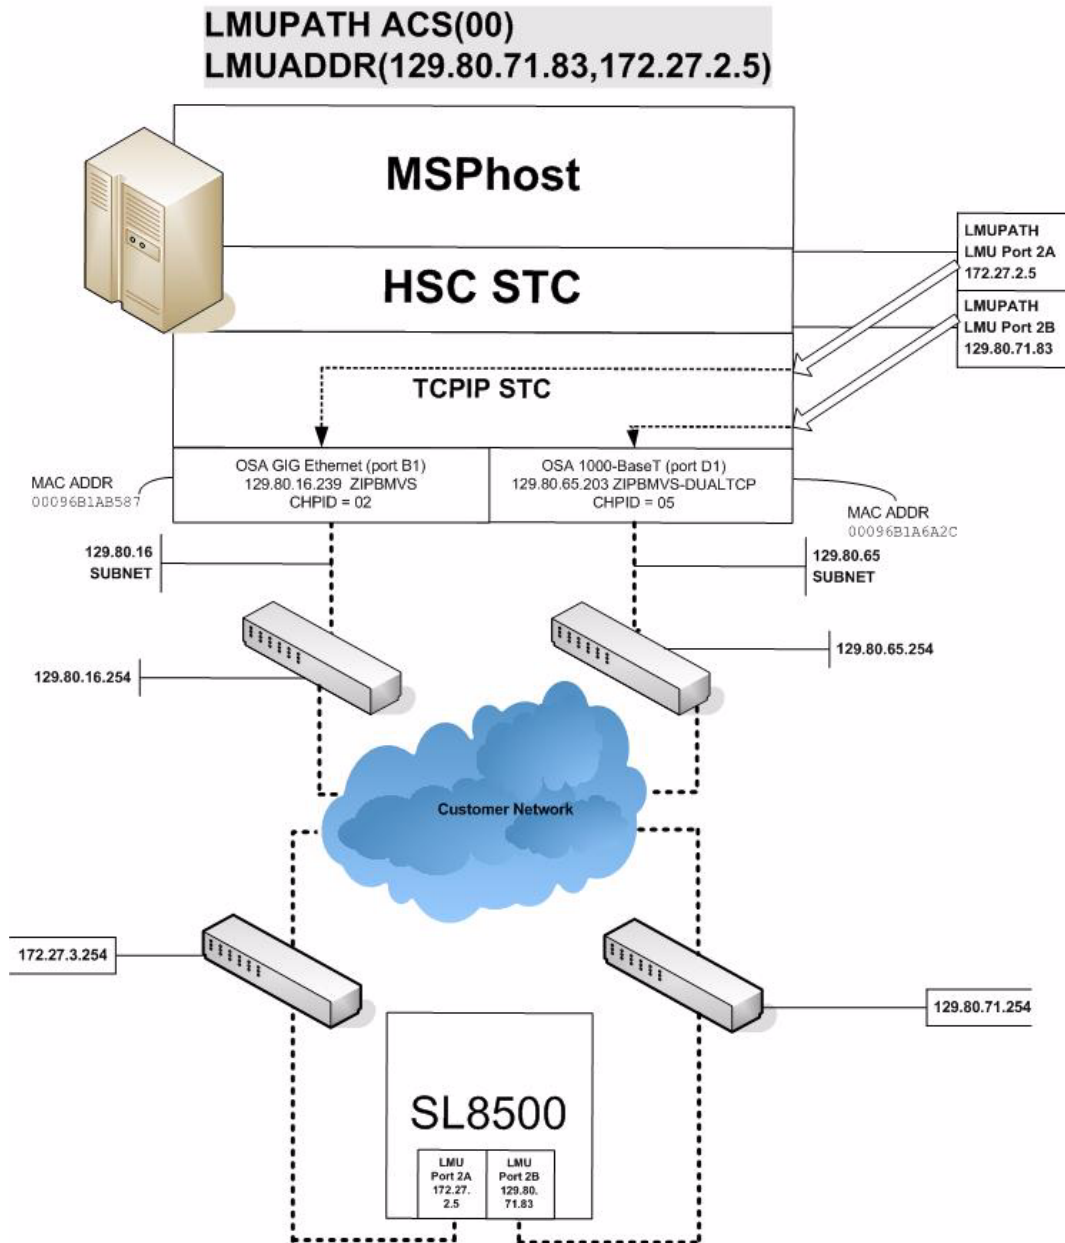 LMUPATH ACS(00)
LMUADDR(129.80.71.83,172.27.2.5)
MSPhost
HSC STC
LMUPATH
LMU Port 2A
172.27.2.5
LMUPATH
LMU Port 2B
129.80.71.83
TCPIP STC
OSA GIG Ethernet (port B1)
129.80.16.239 ZIPBMVS
CHPID = 02
OSA 1000-BaseT (port D1)
129.80.65.203 ZIPBMVS-DUALTCP
CHPID = 05
MAC ADDR
00096B1AB587
MAC ADDR
00096B1A6A2C
129.80.16
SUBNET
129.80.65
SUBNET
129.80.16.254
129.80.65.254
Customer Network
172.27.3.254
129.80.71.254
SL8500
LMU
Port 2A
172.27.
2.5
LMU
Port 2B
129.80.
71.83